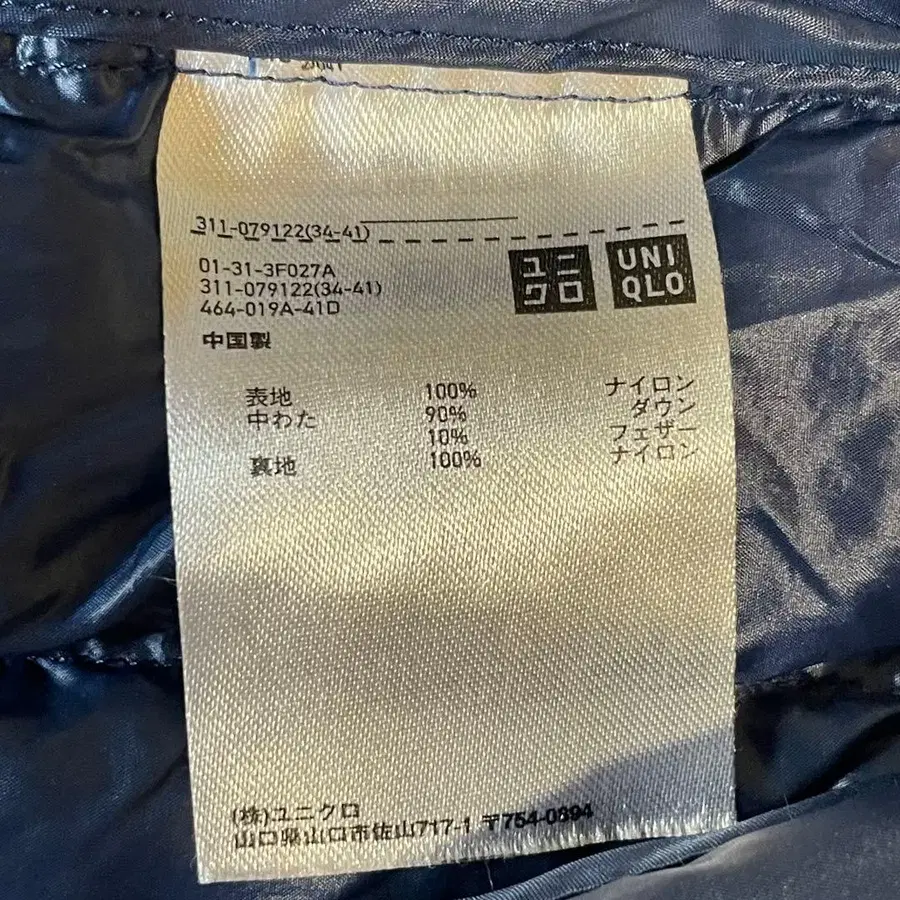 311-079122(34-41)
01-31-3F027A
311-079122(34-41)
464-019A-41D
中国製
ユニ
クロ
UNI
QLO
表地 100% ナイロン
中わた 90% ダウン
10% フェザー
裏地 100% ナイロン
(株)ユニクロ
山口県山口市佐山717-1 〒754-0894